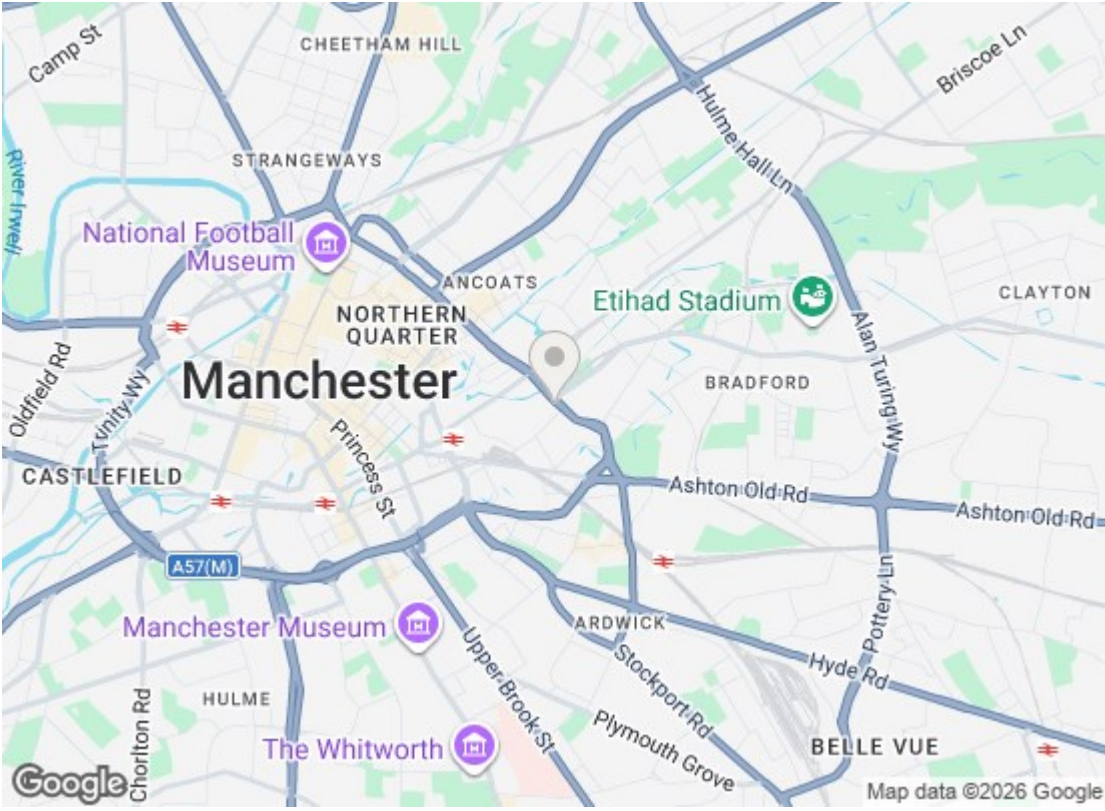 CHEETHAM HILL
Camp St
Briscoe Ln
Hulme Hall Ln
STRANGEWAYS
River Irwell
National Football
Museum
ANCOATS
Etihad Stadium
CLAYTON
NORTHERN
QUARTER
Alan Turing Wy
Oldfield Rd
Manchester
BRADFORD
Trinity Wy
Princess St
CASTLEFIELD
Ashton Old Rd
Ashton Old Rd
A57(M)
Pottery Ln
Manchester Museum
ARDWICK
Upper Brook St
Stockport Rd
Hyde Rd
HULME
Chorlton Rd
Plymouth Grove
The Whitworth
BELLE VUE
Google
Map data ©2026 Google